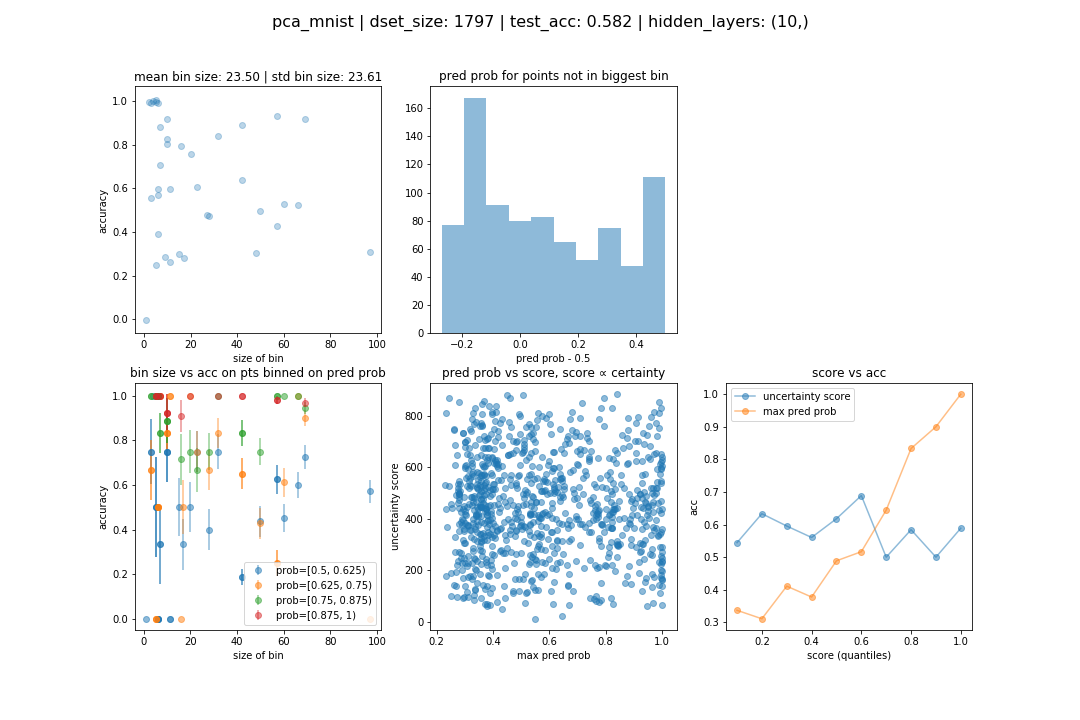 pca_mnist | dset_size: 1797 | test_acc: 0.582 | hidden_layers: (10,)
mean bin size: 23.50 | std bin size: 23.61
1.0
0.8
0.6
0.4
0.2
0.0
accuracy
0 20 40 60 80 100
size of bin
pred prob for points not in biggest bin
160
140
120
100
80
60
40
20
0
−0.2 0.0 0.2 0.4
pred prob - 0.5
bin size vs acc on pts binned on pred prob
1.0
0.8
0.6
0.4
0.2
0.0
accuracy
prob=[0.5, 0.625)
prob=[0.625, 0.75)
prob=[0.75, 0.875)
prob=[0.875, 1)
0 20 40 60 80 100
size of bin
pred prob vs score, score ∝ certainty
800
600
400
200
0
uncertainty score
0.2 0.4 0.6 0.8 1.0
max pred prob
score vs acc
uncertainty score
max pred prob
1.0
0.9
0.8
0.7
0.6
0.5
0.4
0.3
acc
0.2 0.4 0.6 0.8 1.0
score (quantiles)